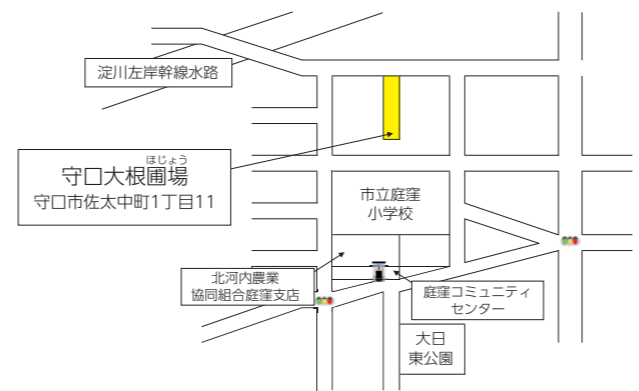 淀川左岸幹線水路
ほじょう
守口大根圃場
守口市佐太中町1丁目11
市立庭窪
小学校
北河内農業
協同組合庭窪支店
庭窪コミュニティ
センター
大日
東公園